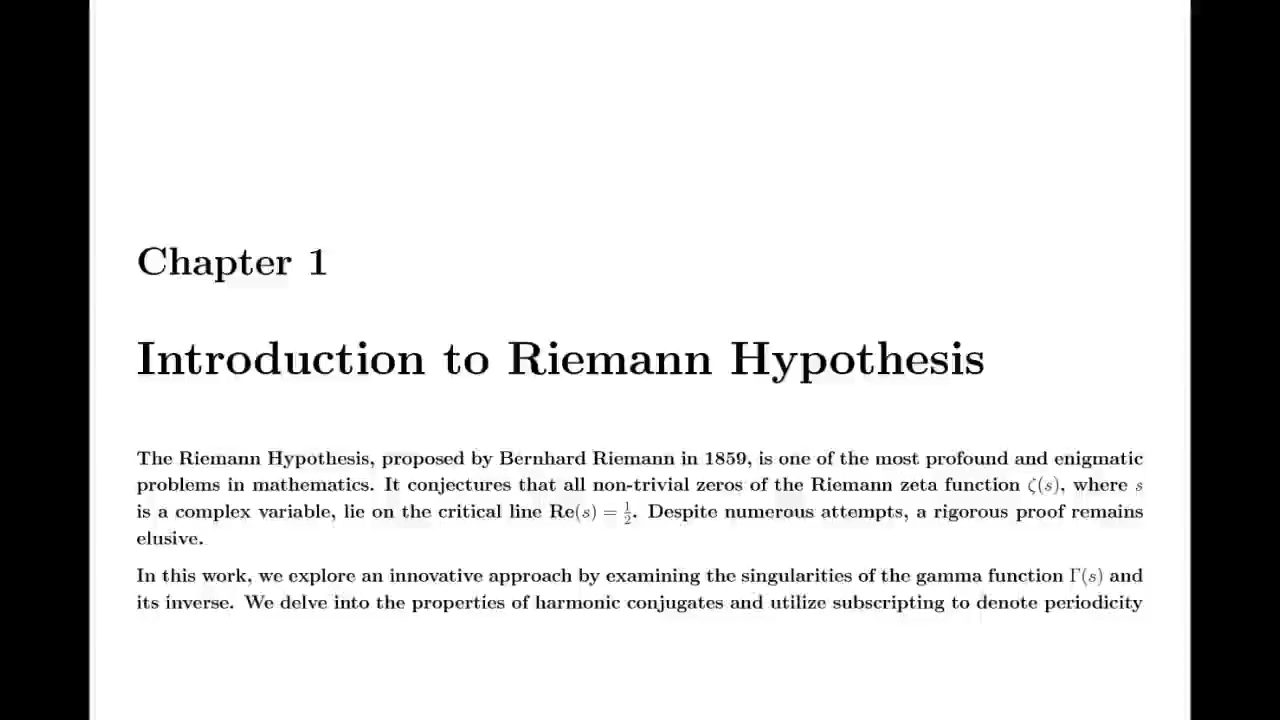 Chapter 1
Introduction to Riemann Hypothesis
The Riemann Hypothesis, proposed by Bernhard Riemann in 1859, is one of the most profound and enigmatic
problems in mathematics. It conjectures that all non-trivial zeros of the Riemann zeta function ζ(s), where s
is a complex variable, lie on the critical line Re(s) = 1/2. Despite numerous attempts, a rigorous proof remains
elusive.
In this work, we explore an innovative approach by examining the singularities of the gamma function Γ(s) and
its inverse. We delve into the properties of harmonic conjugates and utilize subscripting to denote periodicity